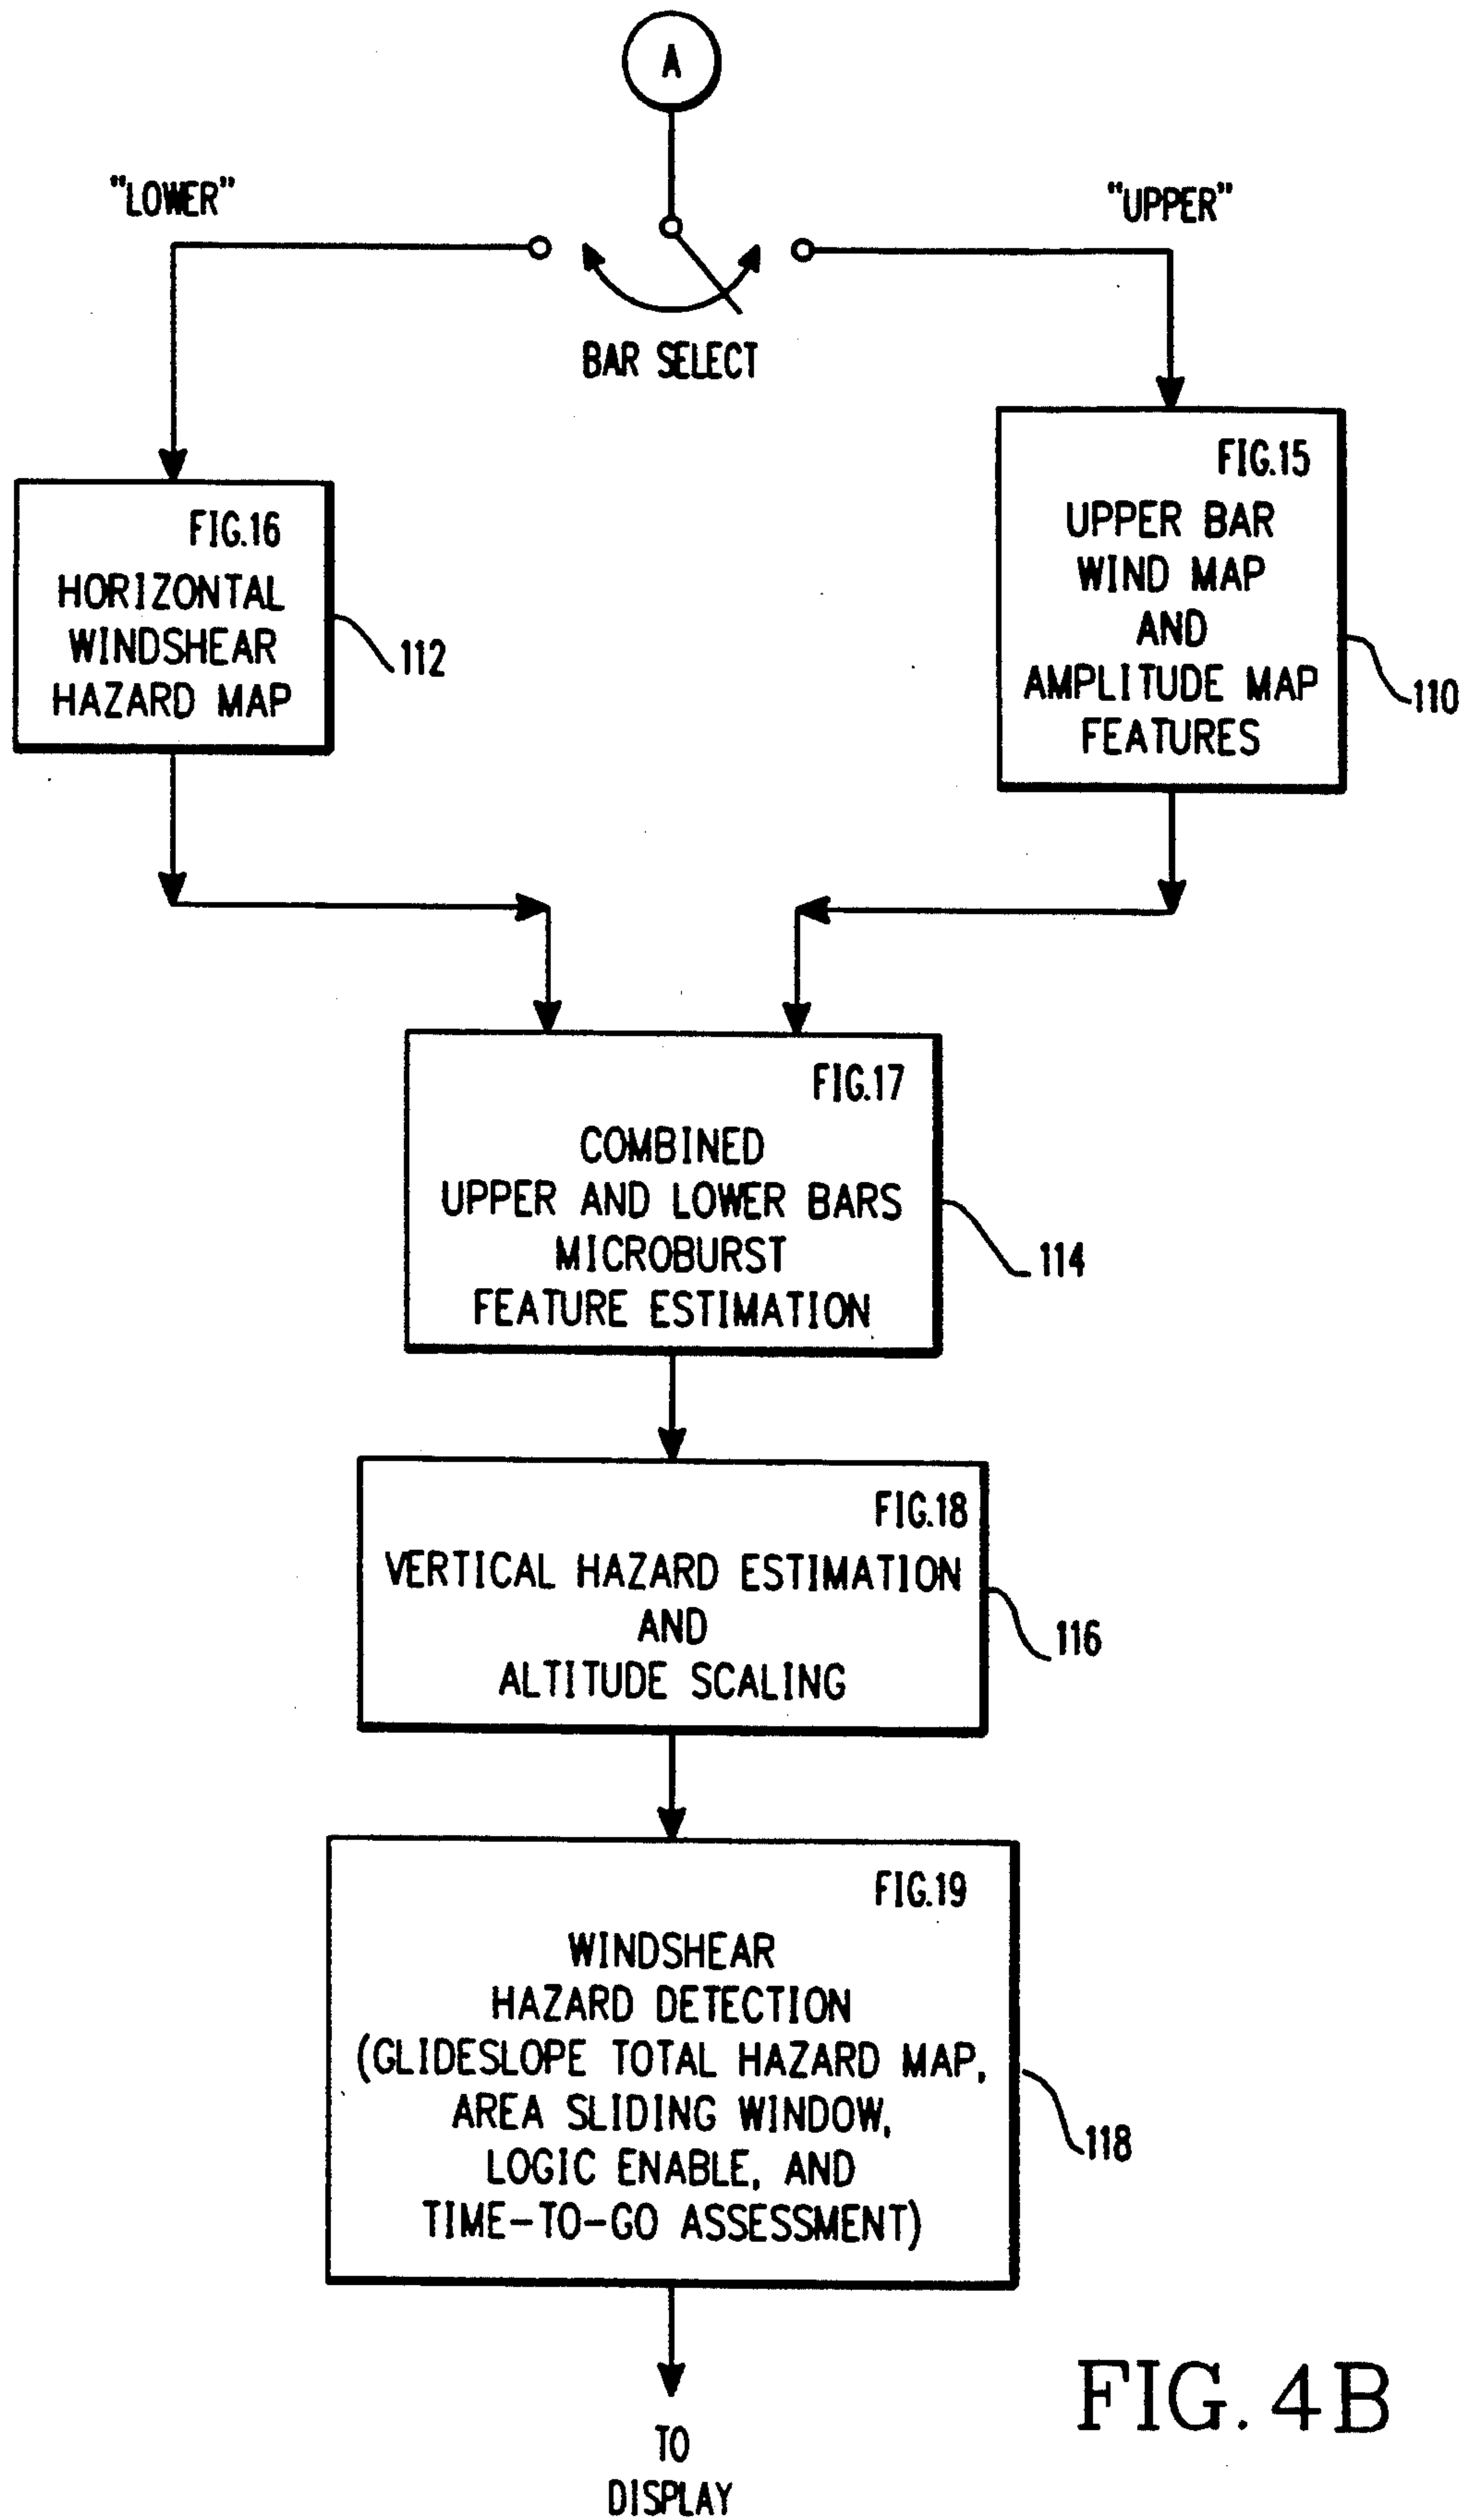 A
"LOWER"
"UPPER"
BAR SELECT
FIG.16
HORIZONTAL
WINDSHEAR
HAZARD MAP
112
FIG.15
UPPER BAR
WIND MAP
AND
AMPLITUDE MAP
FEATURES
110
FIG.17
COMBINED
UPPER AND LOWER BARS
MICROBURST
FEATURE ESTIMATION
114
FIG.18
VERTICAL HAZARD ESTIMATION
AND
ALTITUDE SCALING
116
FIG.19
WINDSHEAR
HAZARD DETECTION
(GLIDESLOPE TOTAL HAZARD MAP,
AREA SLIDING WINDOW,
LOGIC ENABLE, AND
TIME-TO-GO ASSESSMENT)
118
TO
DISPLAY
FIG. 4B